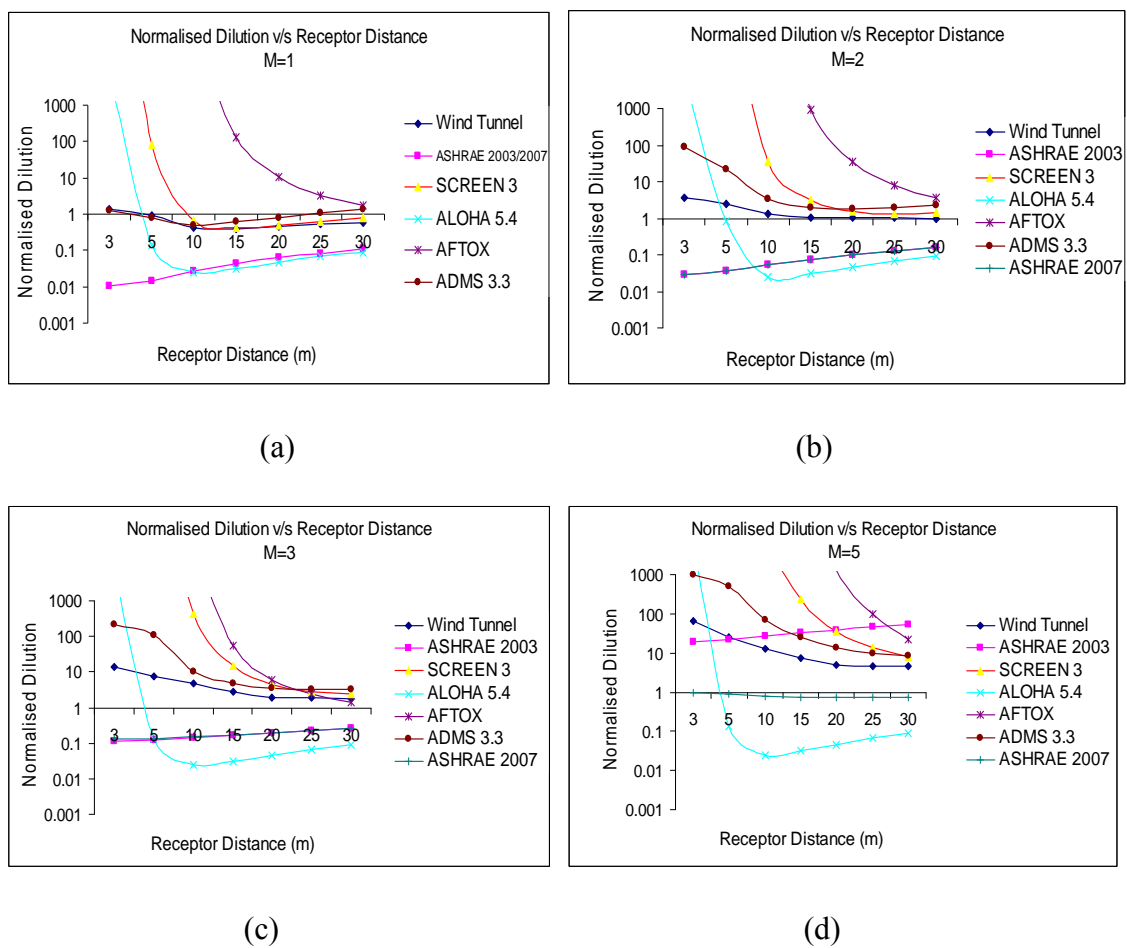 Normalised Dilution v/s Receptor Distance
M=1
Normalised Dilution
1000
100
10
1
0.1
0.01
0.001
3 5 10 15 20 25 30
Receptor Distance (m)
Wind Tunnel
ASHRAE 2003/2007
SCREEN 3
ALOHA 5.4
AFTOX
ADMS 3.3
(a)
Normalised Dilution v/s Receptor Distance
M=2
Normalised Dilution
1000
100
10
1
0.1
0.01
0.001
3 5 10 15 20 25 30
Receptor Distance (m)
Wind Tunnel
ASHRAE 2003
SCREEN 3
ALOHA 5.4
AFTOX
ADMS 3.3
ASHRAE 2007
(b)
Normalised Dilution v/s Receptor Distance
M=3
Normalised Dilution
1000
100
10
1
0.1
0.01
0.001
3 5 10 15 20 25 30
Receptor Distance (m)
Wind Tunnel
ASHRAE 2003
SCREEN 3
ALOHA 5.4
AFTOX
ADMS 3.3
ASHRAE 2007
(c)
Normalised Dilution v/s Receptor Distance
M=5
Normalised Dilution
1000
100
10
1
0.1
0.01
0.001
3 5 10 15 20 25 30
Receptor Distance (m)
Wind Tunnel
ASHRAE 2003
SCREEN 3
ALOHA 5.4
AFTOX
ADMS 3.3
ASHRAE 2007
(d)